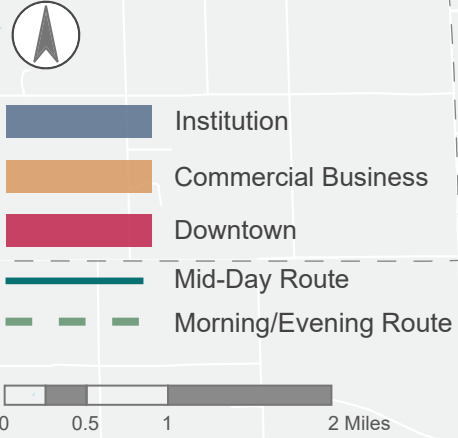 Institution
Commercial Business
Downtown
Mid-Day Route
Morning/Evening Route
0 0.5 1 2 Miles